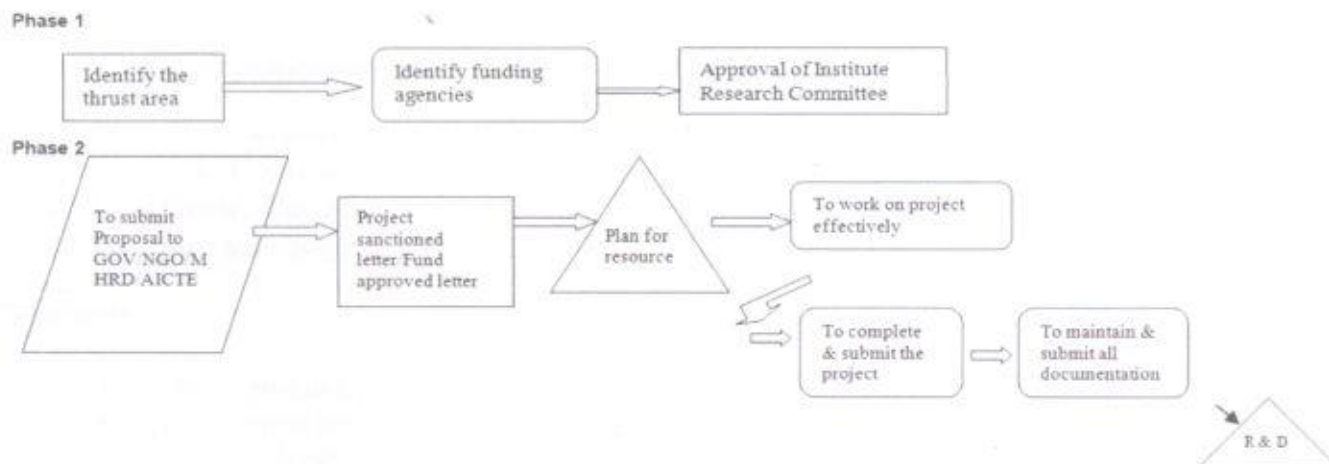 Phase 1
Identify the
thrust area
Identify funding
agencies
Approval of Institute
Research Committee
Phase 2
To submit
Proposal to
GOV NGO M
HRD AICTE
Project
sanctioned
letter Fund
approved letter
Plan for
resource
To work on project
effectively
To complete
& submit the
project
To maintain &
submit all
documentation
R & D